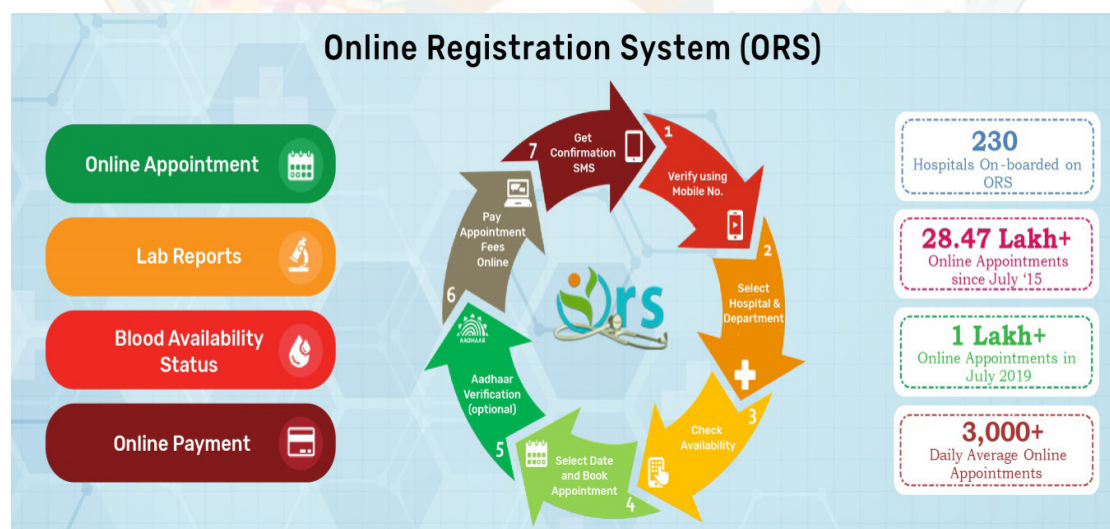 Online Registration System (ORS)
Online Appointment
Lab Reports
Blood Availability
Status
Online Payment
1
Verify using
Mobile No.
2
Select
Hospital &
Department
3
Check
Availability
4
Select Date
and Book
Appointment
5
Aadhaar
Verification
(optional)
AADHAAR
6
Pay
Appointment
Fees
Online
7
Get
Confirmation
SMS
Ors
230
Hospitals On-boarded on
ORS
28.47 Lakh+
Online Appointments
since July ‘15
1 Lakh+
Online Appointments in
July 2019
3,000+
Daily Average Online
Appointments